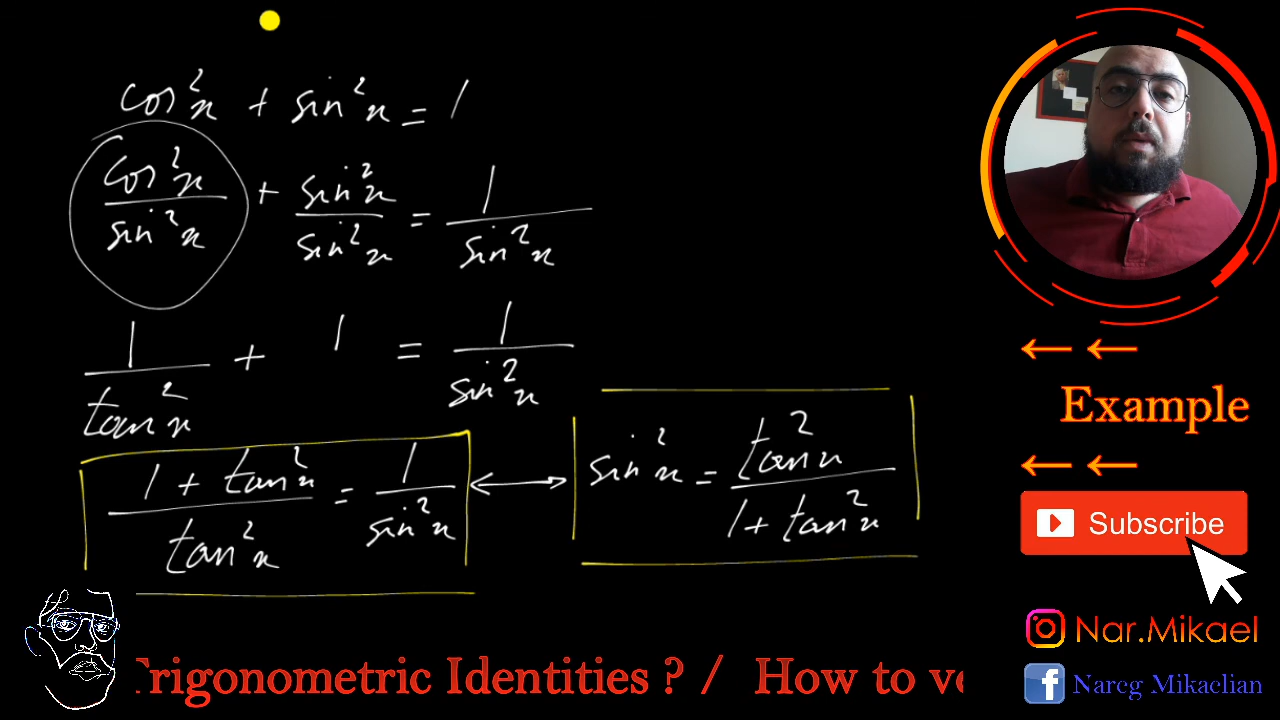 cos²x + sin²x = 1
cos²x/sin²x + sin²x/sin²x = 1/sin²x
1/tan²x + 1 = 1/sin²x
(1 + tan²x)/tan²x = 1/sin²x ↔ sin²x = tan²x/(1 + tan²x)
← ←
Example
← ←
Subscribe
Nar.Mikael
Nareg Mikaelian
Trigonometric Identities ? / How to ve